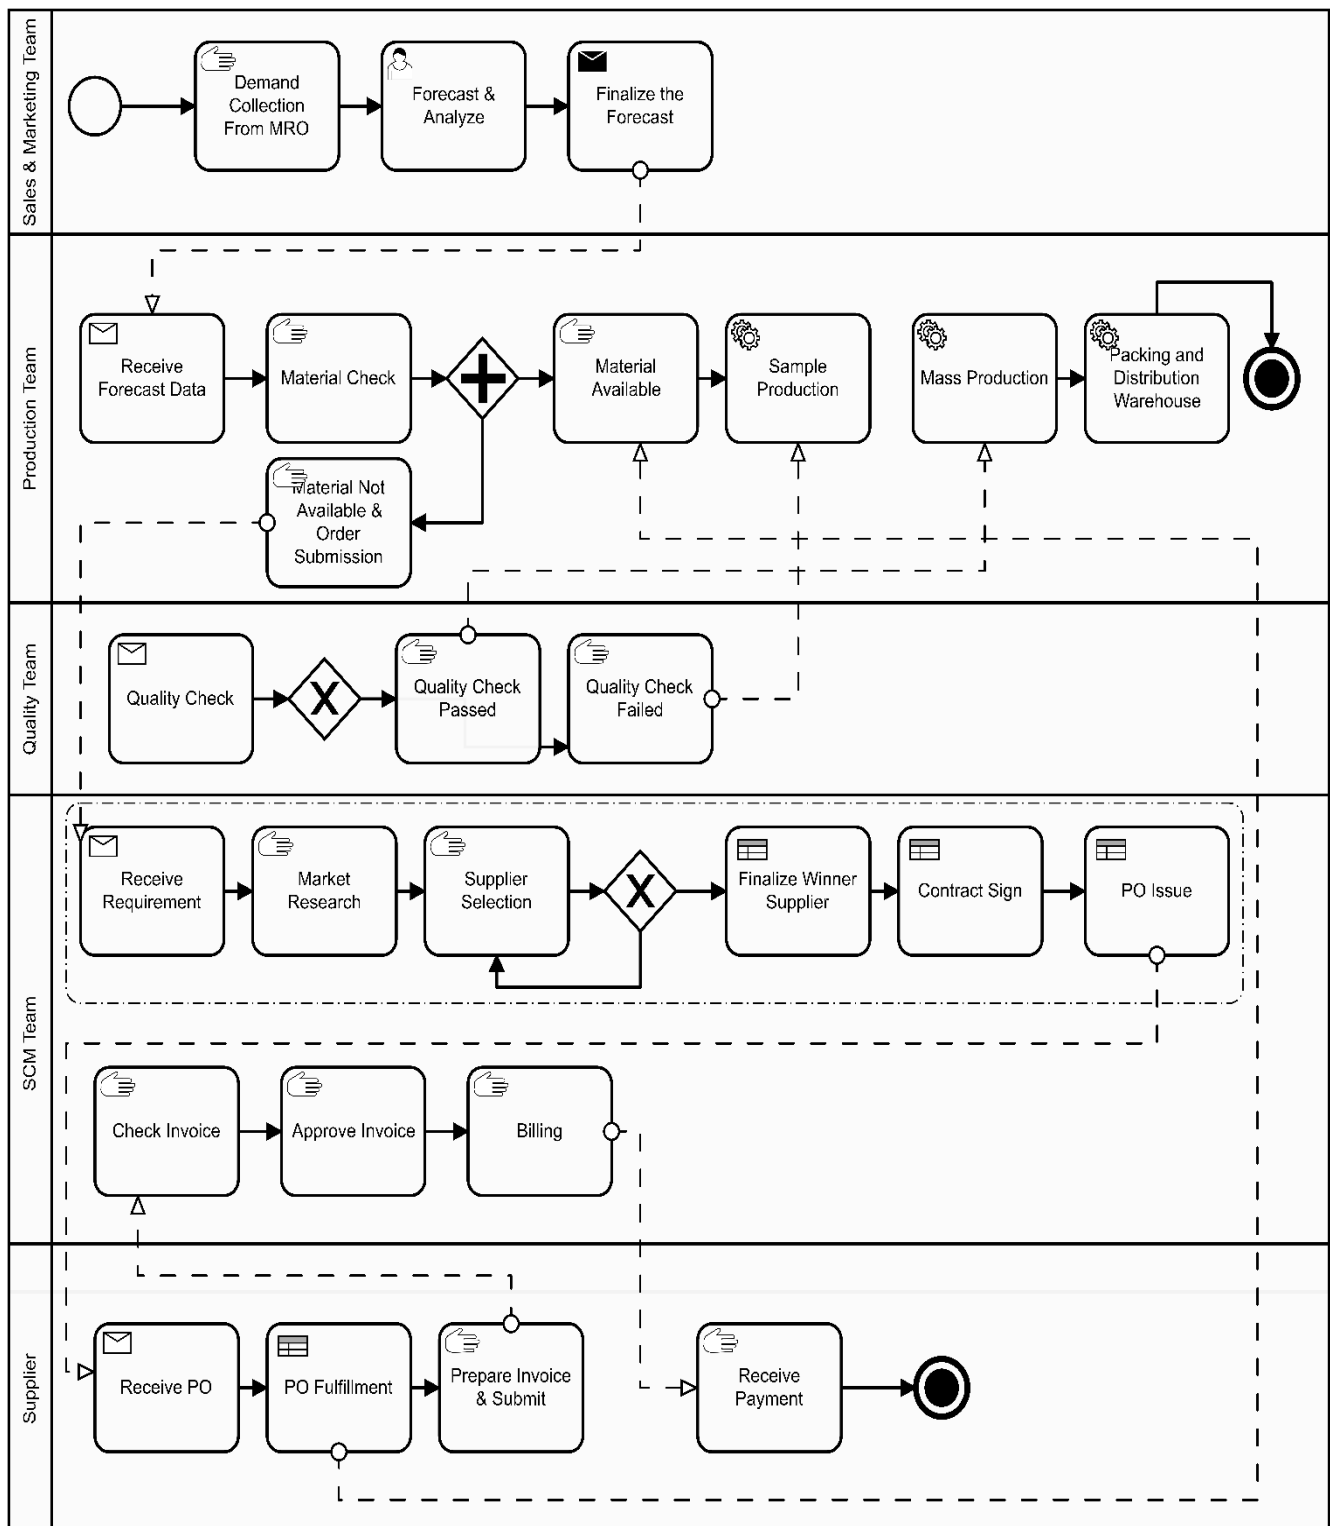 Sales & Marketing Team
Demand
Collection
From MRO
Forecast &
Analyze
Finalize the
Forecast
Production Team
Receive
Forecast Data
Material Check
Material
Available
Sample
Production
Mass Production
Packing and
Distribution
Warehouse
Material Not
Available &
Order
Submission
Quality Team
Quality Check
X
Quality Check
Passed
Quality Check
Failed
SCM Team
Receive
Requirement
Market
Research
Supplier
Selection
X
Finalize Winner
Supplier
Contract Sign
PO Issue
Check Invoice
Approve Invoice
Billing
Supplier
Receive PO
PO Fulfillment
Prepare Invoice
& Submit
Receive
Payment